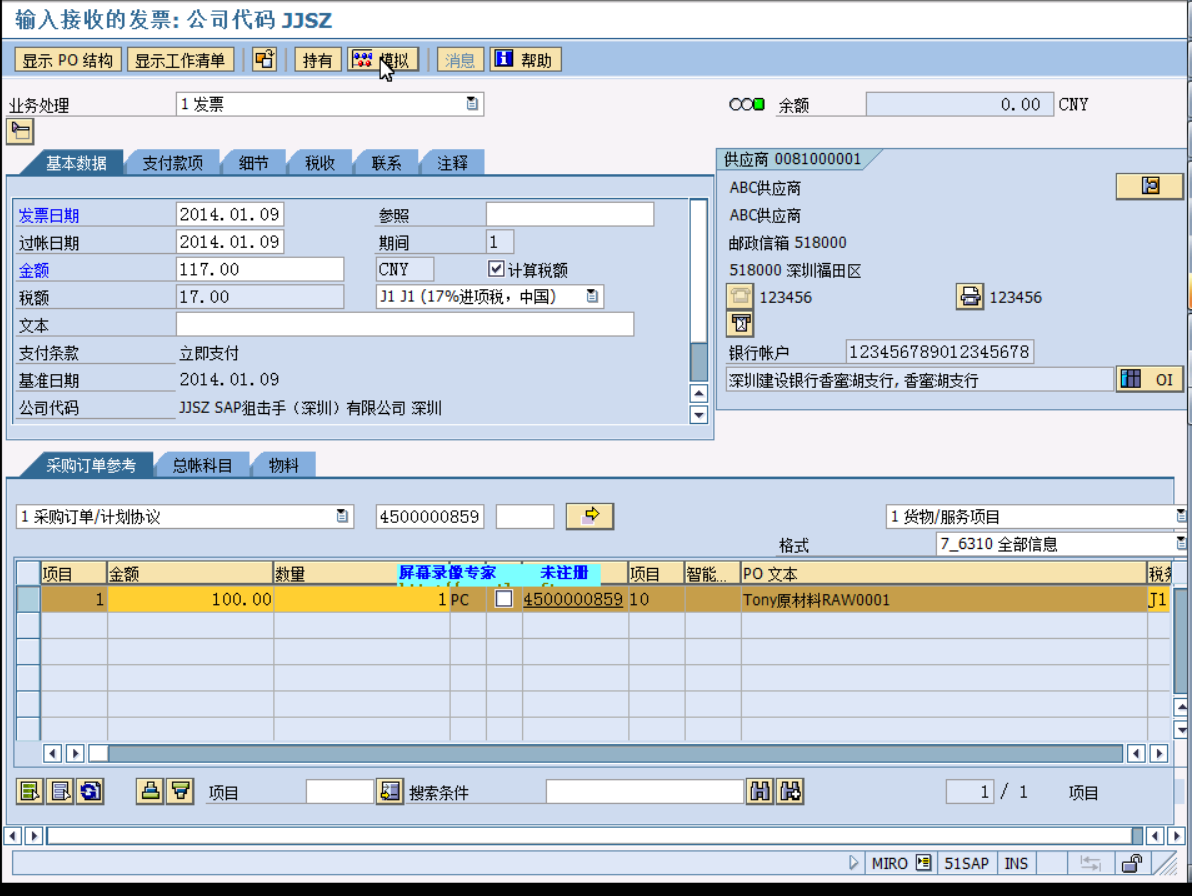 输入接收的发票: 公司代码 JJSZ
显示 PO 结构 显示工作清单 持有 模拟 消息 帮助
业务处理 1 发票 余额 0.00 CNY
基本数据 支付款项 细节 税收 联系 注释
供应商 0081000001
发票日期 2014.01.09 参照
过帐日期 2014.01.09 期间 1
金额 117.00 CNY 计算税额
税额 17.00 J1 J1 (17%进项税, 中国)
文本
支付条款 立即支付
基准日期 2014.01.09
公司代码 JJSZ SAP狙击手（深圳）有限公司 深圳
ABC供应商
ABC供应商
邮政信箱 518000
518000 深圳福田区
123456 123456
银行帐户 123456789012345678
深圳建设银行香蜜湖支行, 香蜜湖支行 OI
采购订单参考 总帐科目 物料
1 采购订单/计划协议 4500000859 1 货物/服务项目
格式 7_6310 全部信息
项目 金额 数量 屏幕录像专家 未注册 项目 智能... PO 文本
1 100.00 1 PC 4500000859 10 Tony原材料RAW0001 J1
项目 搜索条件 1 / 1 项目
MIRO 51SAP INS